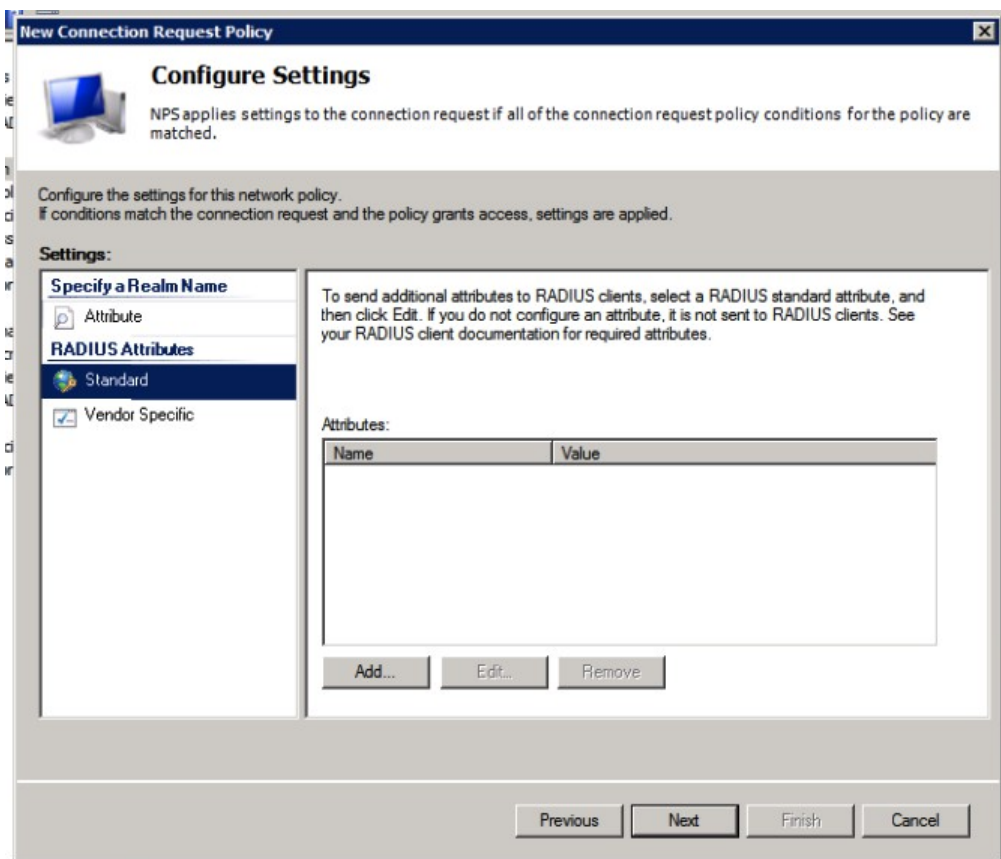 New Connection Request Policy
Configure Settings
NPS applies settings to the connection request if all of the connection request policy conditions for the policy are
matched.
Configure the settings for this network policy.
If conditions match the connection request and the policy grants access, settings are applied.
Settings:
Specify a Realm Name
Attribute
RADIUS Attributes
Standard
Vendor Specific
To send additional attributes to RADIUS clients, select a RADIUS standard attribute, and
then click Edit. If you do not configure an attribute, it is not sent to RADIUS clients. See
your RADIUS client documentation for required attributes.
Attributes:
Name Value
Add... Edit... Remove
Previous Next Finish Cancel